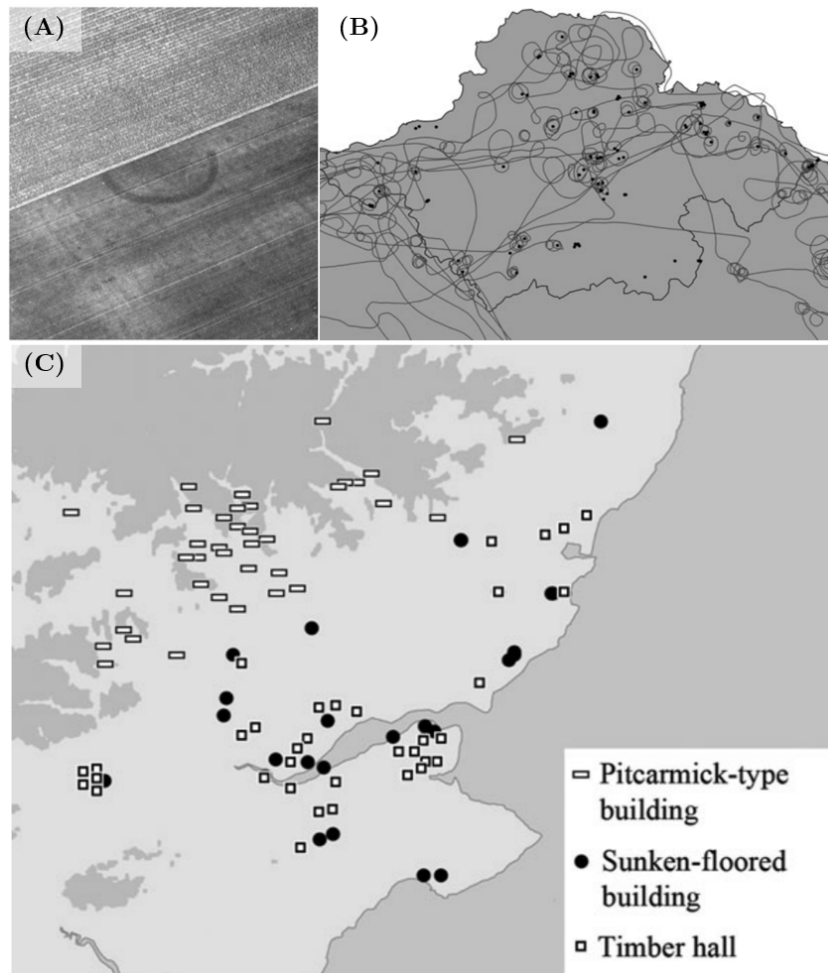 (A)
(B)
(C)
Pitcarmick-type
building
Sunken-floored
building
Timber hall